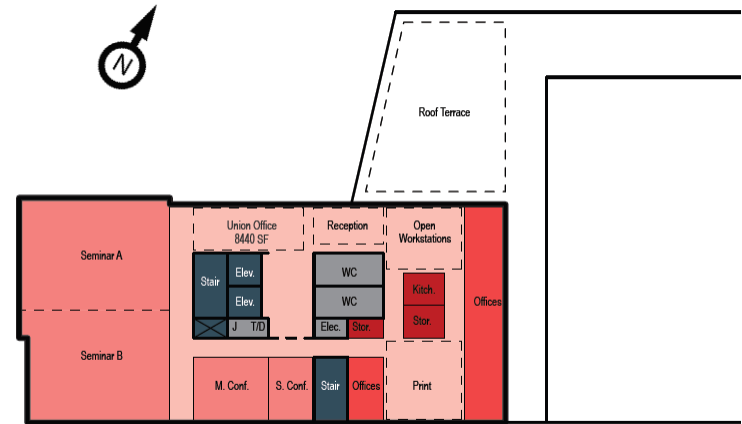 N
Roof Terrace
Union Office
8440 SF
Reception
Open
Workstations
Seminar A
Stair
Elev.
WC
Kitch.
Offices
Elev.
WC
Stor.
J
T/D
Elec.
Stor.
Seminar B
M. Conf.
S. Conf.
Stair
Offices
Print